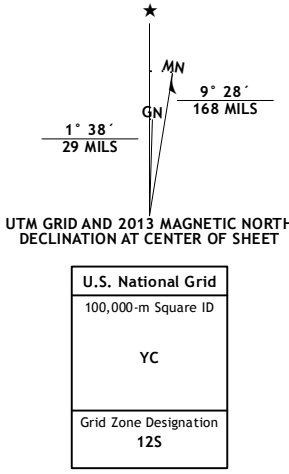 ★
MN
GN
9° 28´
168 MILS
1° 38´
29 MILS
UTM GRID AND 2013 MAGNETIC NORTH
DECLINATION AT CENTER OF SHEET
U.S. National Grid
100,000-m Square ID
YC
Grid Zone Designation
12S